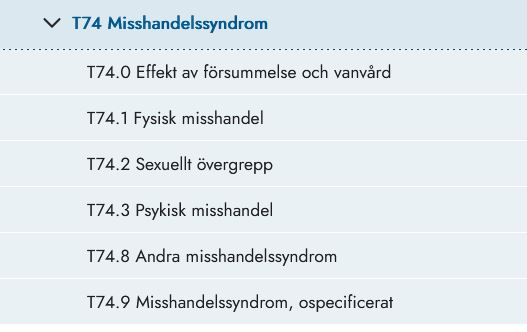 T74 Misshandelssyndrom
T74.0 Effekt av försummelse och vanvård
T74.1 Fysisk misshandel
T74.2 Sexuellt övergrepp
T74.3 Psykisk misshandel
T74.8 Andra misshandelssyndrom
T74.9 Misshandelssyndrom, ospecificerat